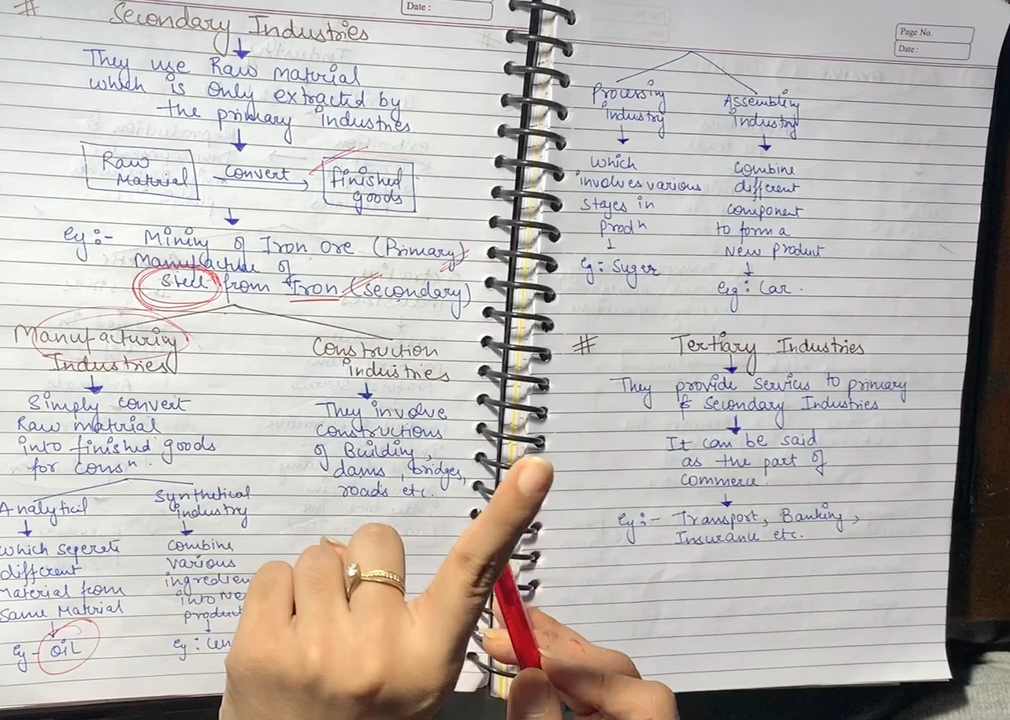 # Secondary Industries
Date :
They use Raw Material
which is only extracted by
the primary industries
Raw Material
convert
finished goods
Eg :- Mining of Iron ore (Primary)
Manufacture of
Steel from Iron (Secondary)
Manufacturing
Industries
Simply convert
Raw material
into finished goods
for consⁿ.
Analytical
which seperate
different
material from
same Material
Eg - OIL
Synthetical
industry
combine
various
into
product
Eg :
Construction
industries
They involve
constructions
of Building,
dams, bridges,
roads etc.
Page No.
Date :
Processing
industry
which
involves various
stages in
prodⁿ
Eg : Suger
Assembling
industry
Combine
different
component
to form a
New product
Eg : Car.
# Tertiary Industries
They provide Servics to primary
& Secondary Industries
It can be said
as the part of
commerce
Eg :- Transport, Banking,
Insurance etc.